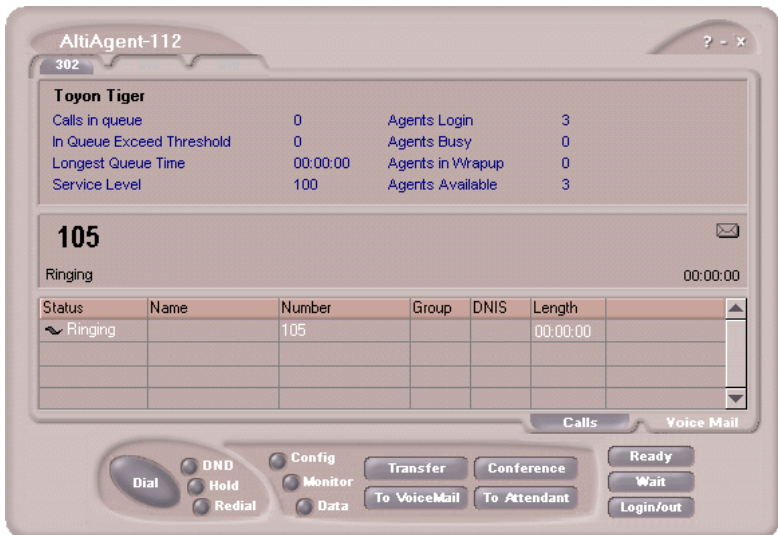 AltiAgent-112
? - x
302
Toyon Tiger
Calls in queue 0 Agents Login 3
In Queue Exceed Threshold 0 Agents Busy 0
Longest Queue Time 00:00:00 Agents in Wrapup 0
Service Level 100 Agents Available 3
105
Ringing 00:00:00
Status Name Number Group DNIS Length
Ringing 105 00:00:00
Calls Voice Mail
Dial
DND
Hold
Redial
Config
Monitor
Data
Transfer Conference
To VoiceMail To Attendant
Ready
Wait
Login/out